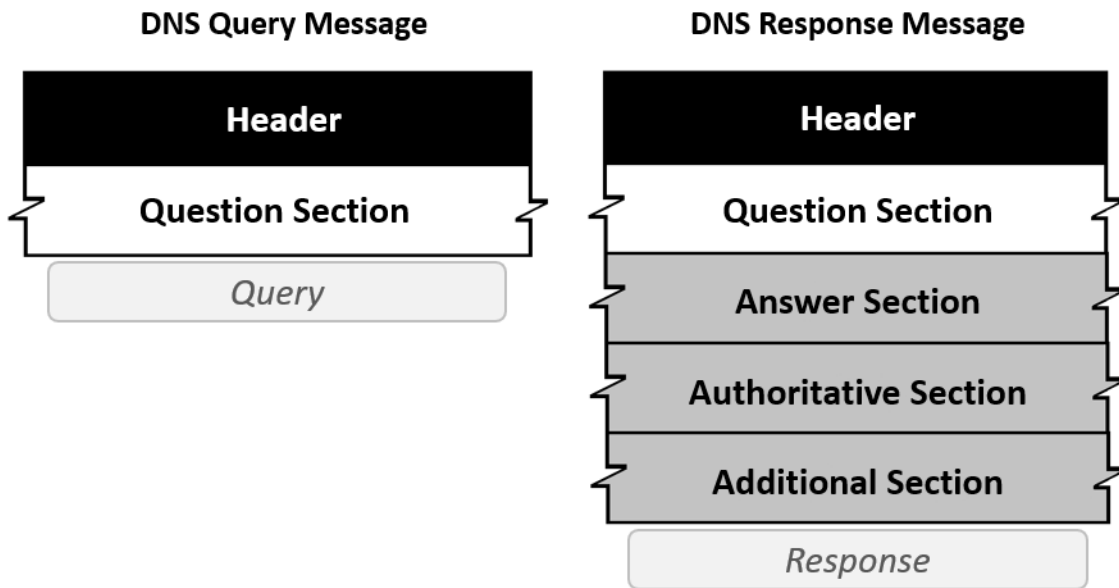 DNS Query Message
Header
Question Section
Query
DNS Response Message
Header
Question Section
Answer Section
Authoritative Section
Additional Section
Response